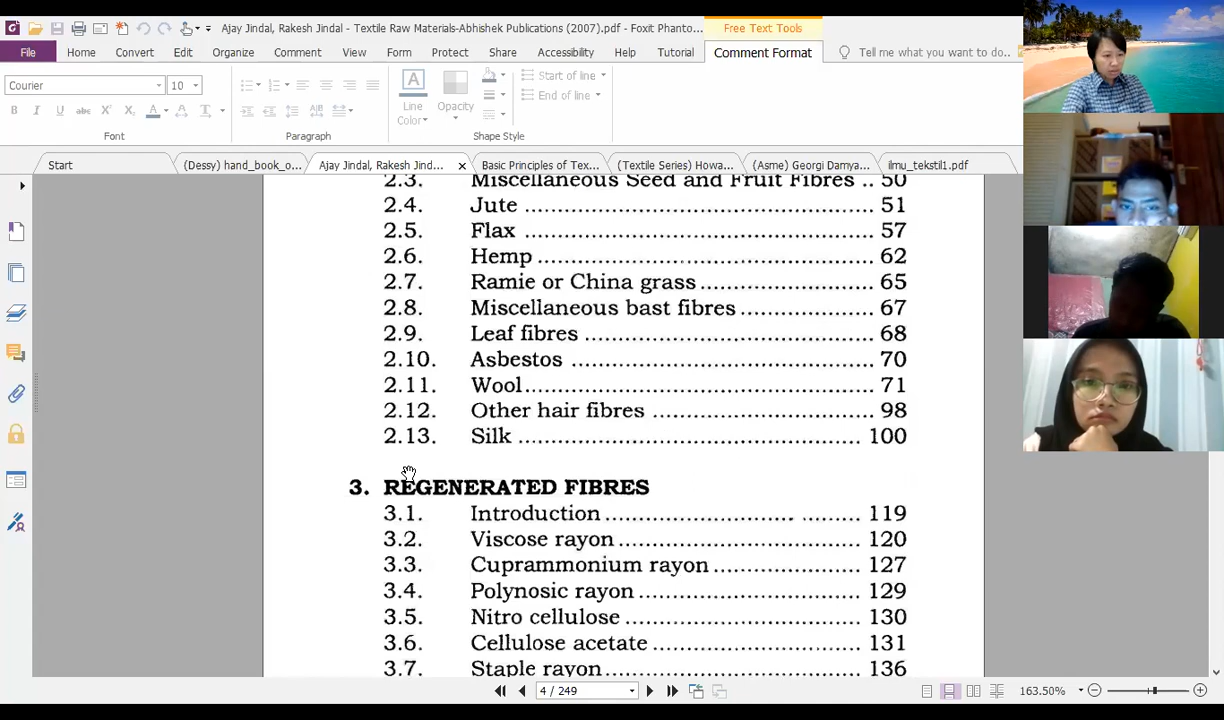 Ajay Jindal, Rakesh Jindal - Textile Raw Materials-Abhishek Publications (2007).pdf - Foxit Phanto...
Free Text Tools
File Home Convert Edit Organize Comment View Form Protect Share Accessibility Help Tutorial Comment Format Tell me what you want to do..
Courier 10 Start of line
B I U abc X² X₂ A T A Line Color Opacity End of line
Font Paragraph Shape Style
Start (Dessy) hand_book_o... Ajay Jindal, Rakesh Jind... Basic Principles of Tex... (Textile Series) Howa... (Asme) Georgi Damya... ilmu_tekstil1.pdf
2.3. Miscellaneous Seed and Fruit Fibres .. 50
2.4. Jute ........ 51
2.5. Flax ........ 57
2.6. Hemp ........ 62
2.7. Ramie or China grass ........ 65
2.8. Miscellaneous bast fibres ........ 67
2.9. Leaf fibres ........ 68
2.10. Asbestos ........ 70
2.11. Wool ........ 71
2.12. Other hair fibres ........ 98
2.13. Silk ........ 100
3. REGENERATED FIBRES
3.1. Introduction ........ 119
3.2. Viscose rayon ........ 120
3.3. Cuprammonium rayon ........ 127
3.4. Polynosic rayon ........ 129
3.5. Nitro cellulose ........ 130
3.6. Cellulose acetate ........ 131
3.7. Staple rayon ........ 136
4 / 249 163.50%